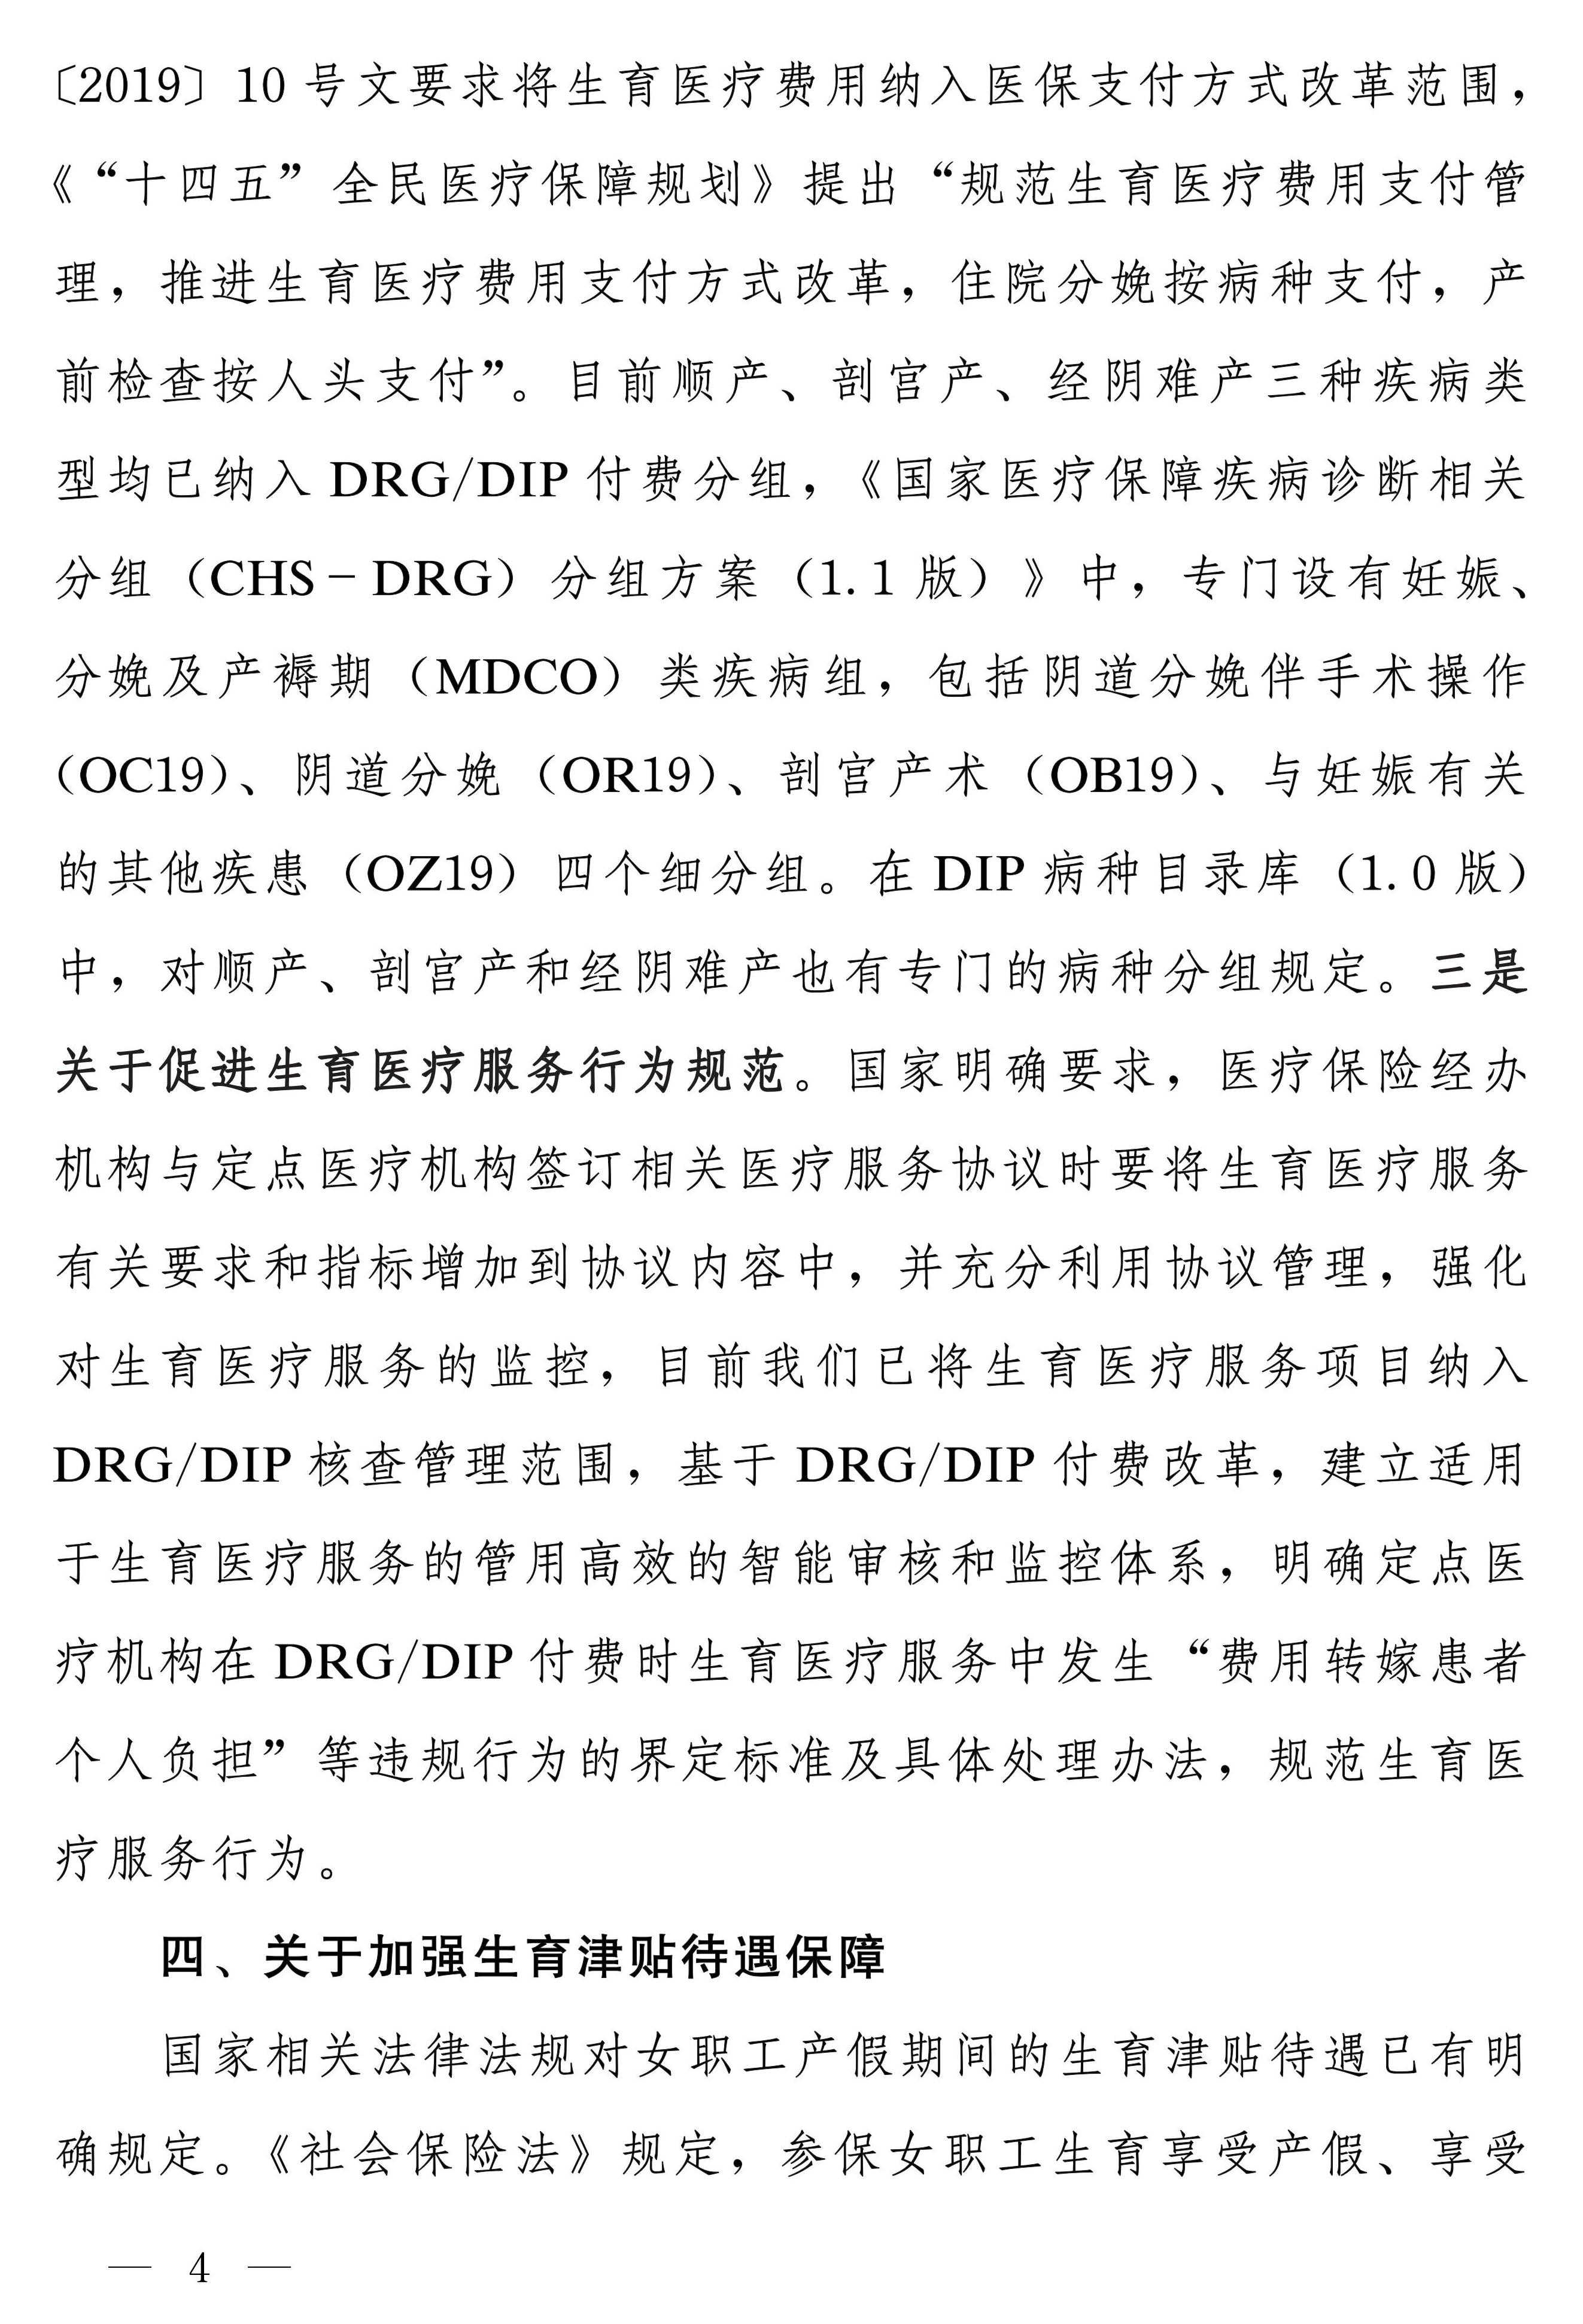 〔2019〕10 号文要求将生育医疗费用纳入医保支付方式改革范围，
《“十四五”全民医疗保障规划》提出“规范生育医疗费用支付管
理，推进生育医疗费用支付方式改革，住院分娩按病种支付，产
前检查按人头支付”。目前顺产、剖宫产、经阴难产三种疾病类
型均已纳入 DRG/DIP 付费分组，《国家医疗保障疾病诊断相关
分组（CHS－DRG）分组方案（1.1 版）》中，专门设有妊娠、
分娩及产褥期（MDCO）类疾病组，包括阴道分娩伴手术操作
（OC19）、阴道分娩（OR19）、剖宫产术（OB19）、与妊娠有关
的其他疾患（OZ19）四个细分组。在 DIP 病种目录库（1.0 版）
中，对顺产、剖宫产和经阴难产也有专门的病种分组规定。三是
关于促进生育医疗服务行为规范。国家明确要求，医疗保险经办
机构与定点医疗机构签订相关医疗服务协议时要将生育医疗服务
有关要求和指标增加到协议内容中，并充分利用协议管理，强化
对生育医疗服务的监控，目前我们已将生育医疗服务项目纳入
DRG/DIP 核查管理范围，基于 DRG/DIP 付费改革，建立适用
于生育医疗服务的管用高效的智能审核和监控体系，明确定点医
疗机构在 DRG/DIP 付费时生育医疗服务中发生“费用转嫁患者
个人负担”等违规行为的界定标准及具体处理办法，规范生育医
疗服务行为。
四、关于加强生育津贴待遇保障
国家相关法律法规对女职工产假期间的生育津贴待遇已有明
确规定。《社会保险法》规定，参保女职工生育享受产假、享受
— 4 —